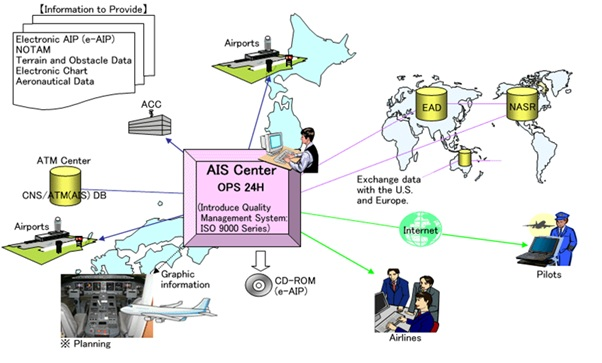 【Information to Provide】
Electronic AIP (e-AIP)
NOTAM
Terrain and Obstacle Data
Electronic Chart
Aeronautical Data
Airports
ACC
ATM Center
CNS/ATM(AIS) DB
Airports
AIS Center
OPS 24H
(Introduce Quality
Management System:
ISO 9000 Series)
EAD
NASR
Exchange data
with the U.S.
and Europe.
Internet
Pilots
Graphic
information
CD-ROM
(e-AIP)
Airlines
※ Planning